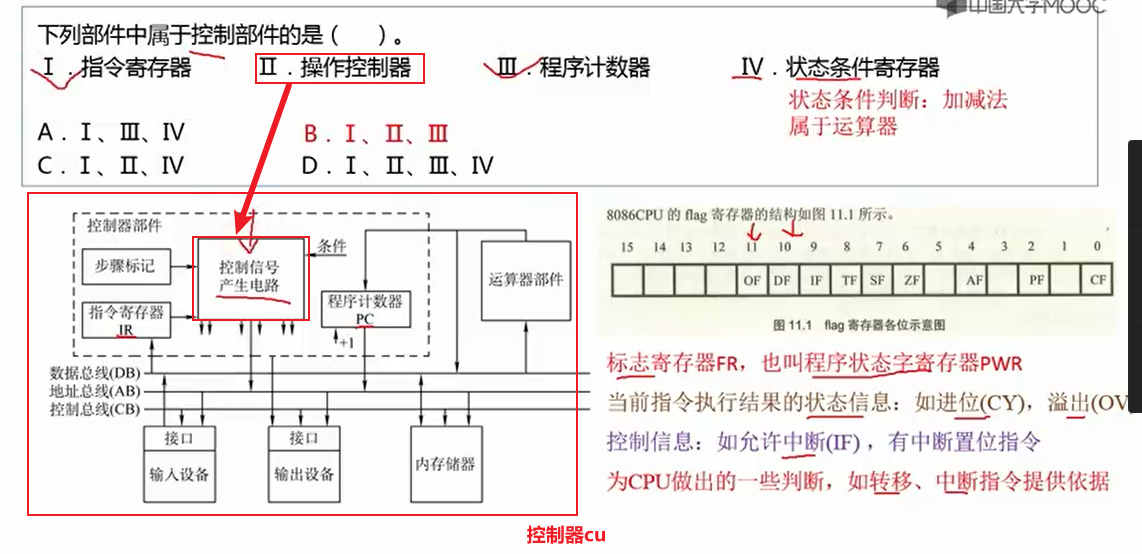 中国大学MOOC
下列部件中属于控制部件的是（ ）。
Ⅰ．指令寄存器 Ⅱ．操作控制器 Ⅲ．程序计数器 Ⅳ．状态条件寄存器
状态条件判断：加减法
属于运算器
A．Ⅰ、Ⅲ、Ⅳ B．Ⅰ、Ⅱ、Ⅲ
C．Ⅰ、Ⅱ、Ⅳ D．Ⅰ、Ⅱ、Ⅲ、Ⅳ
控制器部件
步骤标记
指令寄存器
IR
控制信号
产生电路
条件
程序计数器
PC
+1
运算器部件
数据总线(DB)
地址总线(AB)
控制总线(CB)
接口
输入设备
接口
输出设备
内存储器
控制器cu
8086CPU 的 flag 寄存器的结构如图 11.1 所示。
15 14 13 12 11 10 9 8 7 6 5 4 3 2 1 0
OF DF IF TF SF ZF AF PF CF
图 11.1 flag 寄存器各位示意图
标志寄存器FR，也叫程序状态字寄存器PWR
当前指令执行结果的状态信息：如进位(CY)，溢出(OV
控制信息：如允许中断(IF) ，有中断置位指令
为CPU做出的一些判断，如转移、中断指令提供依据